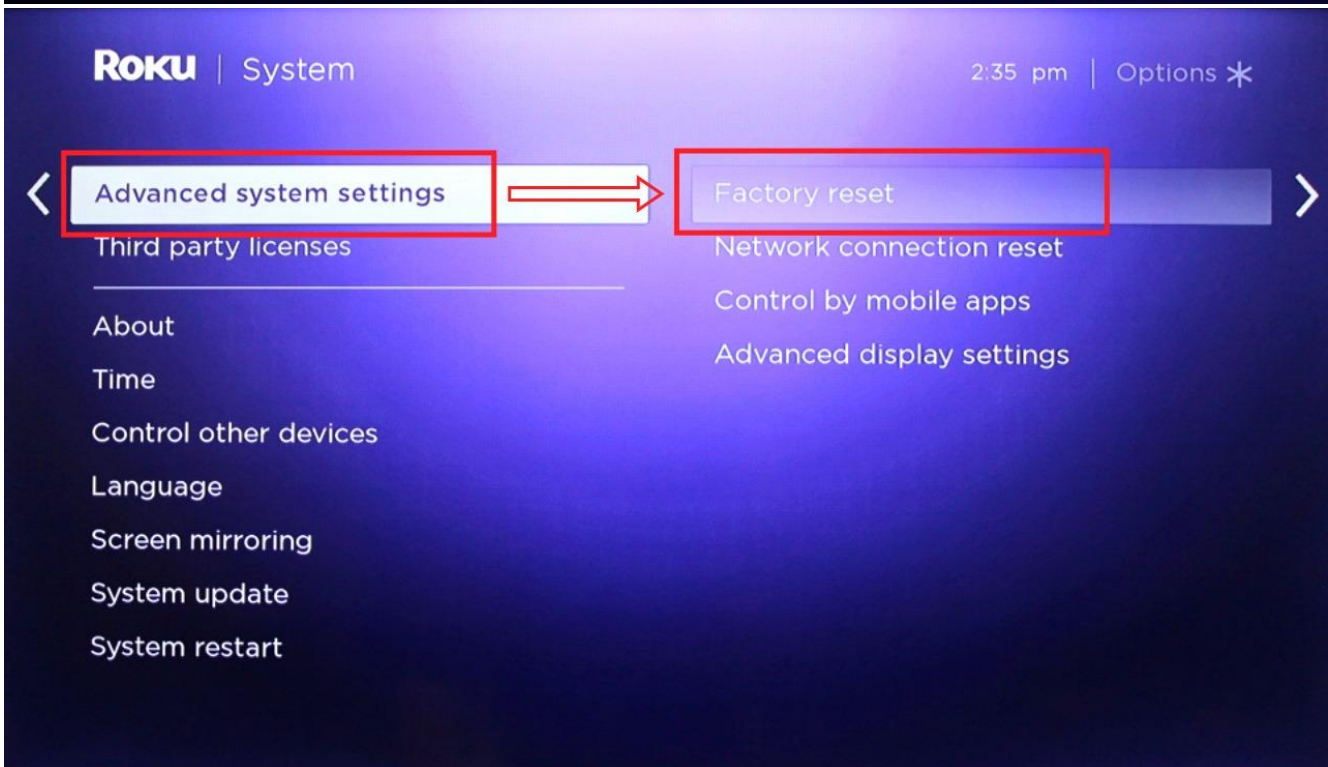 Roku | System
2:35 pm | Options *
Advanced system settings
Third party licenses
About
Time
Control other devices
Language
Screen mirroring
System update
System restart
Factory reset
Network connection reset
Control by mobile apps
Advanced display settings